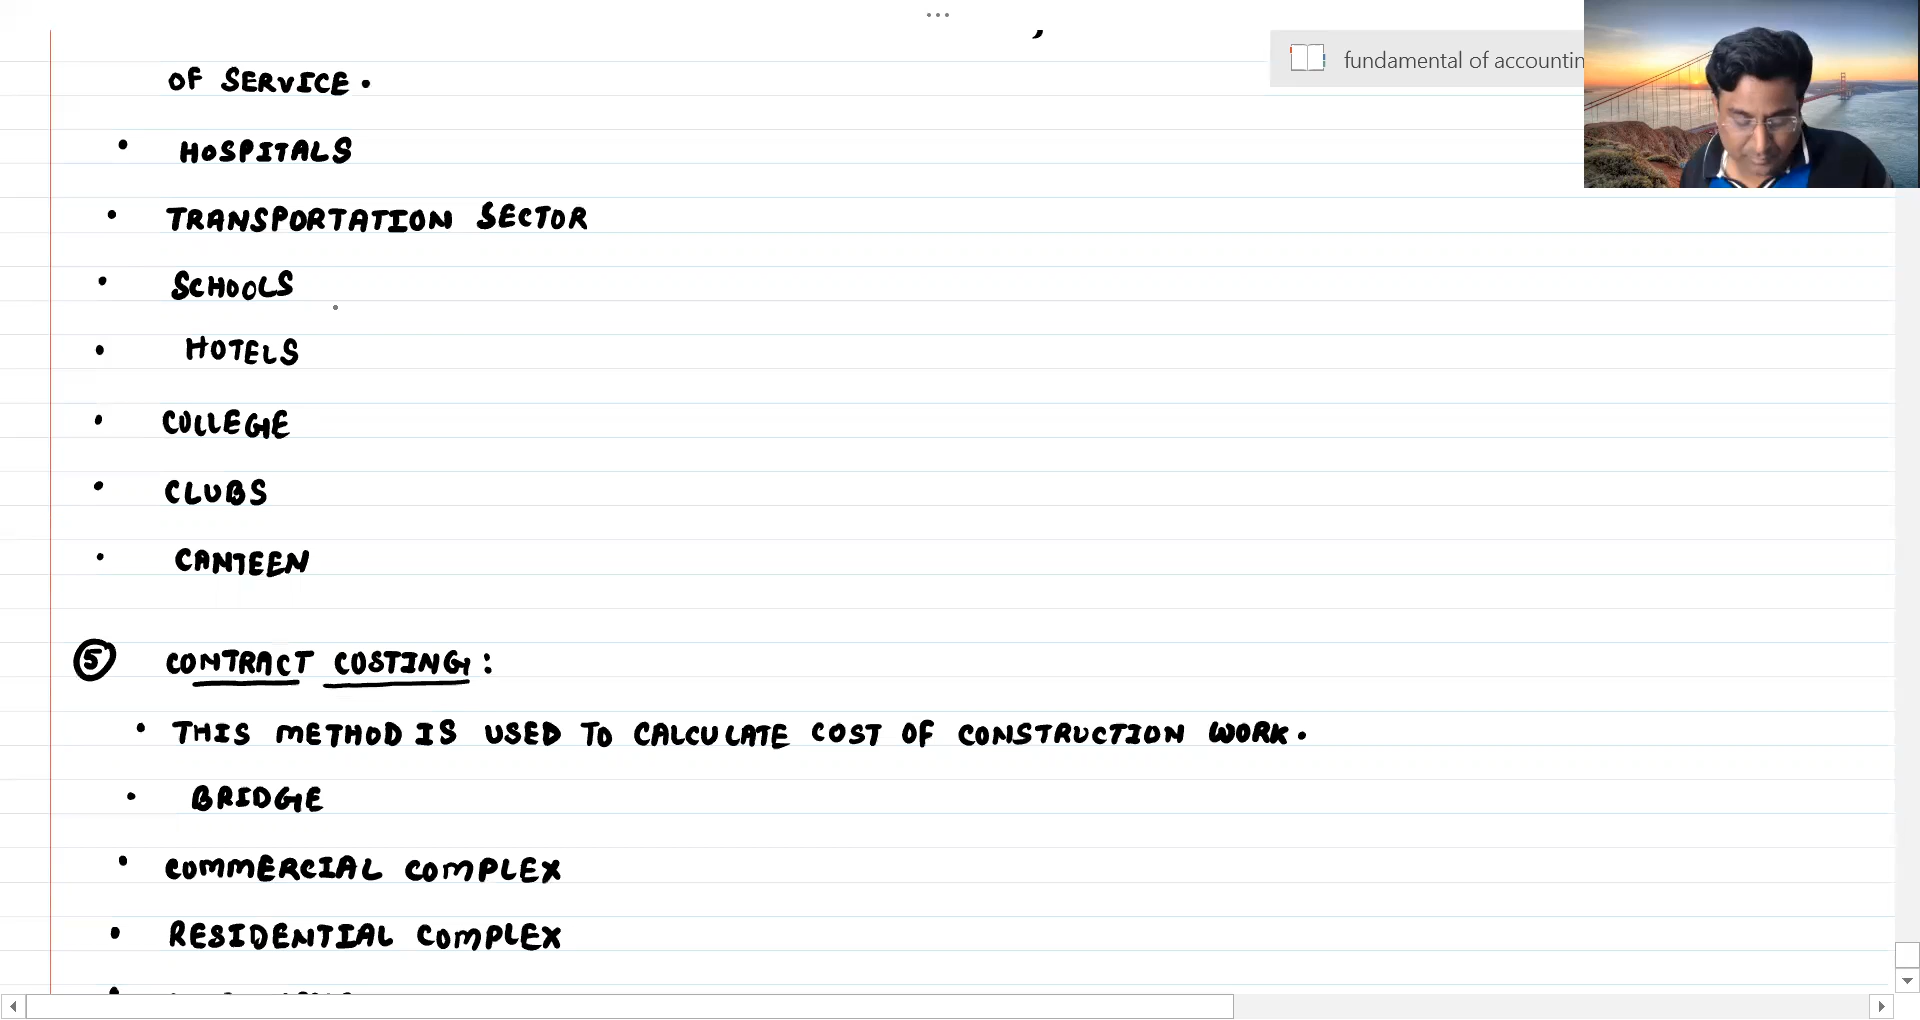 fundamental of accountin
OF SERVICE.
• HOSPITALS
• TRANSPORTATION SECTOR
• SCHOOLS
• HOTELS
• COLLEGE
• CLUBS
• CANTEEN
⑤ CONTRACT COSTING:
• THIS METHOD IS USED TO CALCULATE COST OF CONSTRUCTION WORK.
• BRIDGE
• COMMERCIAL COMPLEX
• RESIDENTIAL COMPLEX